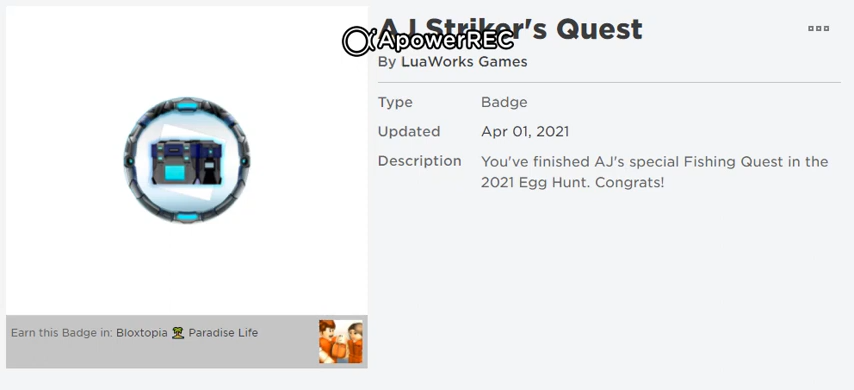 AJ Striker's Quest
ApowerREC
By LuaWorks Games
Type Badge
Updated Apr 01, 2021
Description You've finished AJ's special Fishing Quest in the
2021 Egg Hunt. Congrats!
Earn this Badge in: Bloxtopia 🏝️ Paradise Life